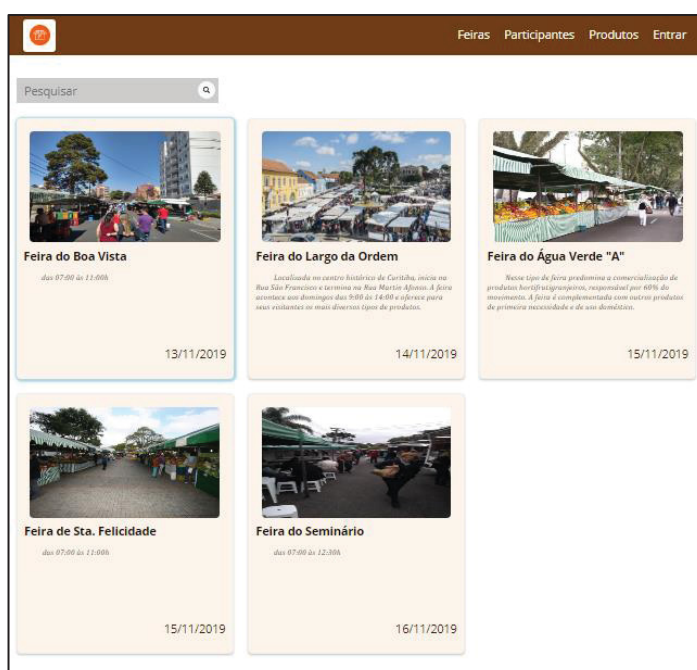 Feiras Participantes Produtos Entrar
Pesquisar
Feira do Boa Vista
das 07:00 às 11:00h
13/11/2019
Feira do Largo da Ordem
Localizada no centro histórico de Curitiba, inicia na
Rua São Francisco e termina na Rua Martin Afonso. A feira
acontece aos domingos das 9:00 às 14:00 e oferece para
seus visitantes os mais diversos tipos de produtos.
14/11/2019
Feira do Água Verde "A"
Nesse tipo de feira predomina a comercialização de
produtos hortifrutigranjeiros, responsável por 60% do
movimento. A feira é complementada com outros produtos
de primeira necessidade e de uso doméstico.
15/11/2019
Feira de Sta. Felicidade
das 07:00 às 11:00h
15/11/2019
Feira do Seminário
das 07:00 às 12:30h
16/11/2019